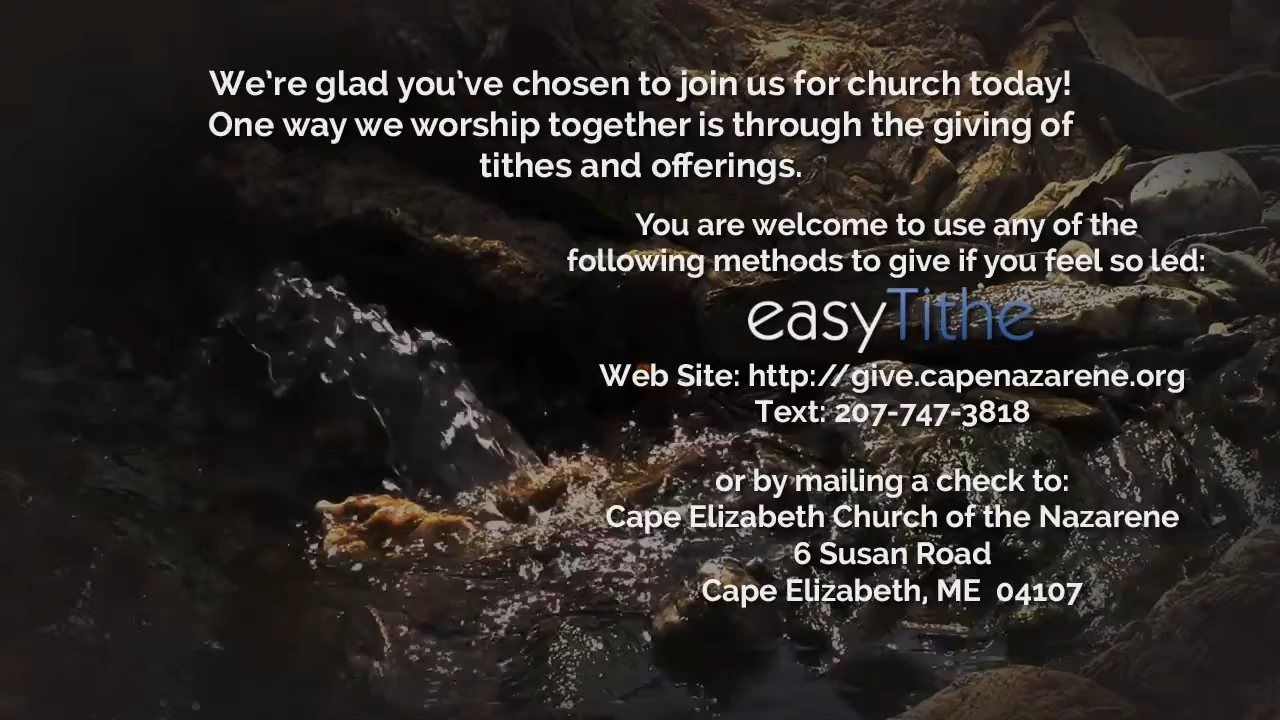 We're glad you've chosen to join us for church today!
One way we worship together is through the giving of
tithes and offerings.
You are welcome to use any of the
following methods to give if you feel so led:
easyTithe
Web Site: http://give.capenazarene.org
Text: 207-747-3818
or by mailing a check to:
Cape Elizabeth Church of the Nazarene
6 Susan Road
Cape Elizabeth, ME  04107